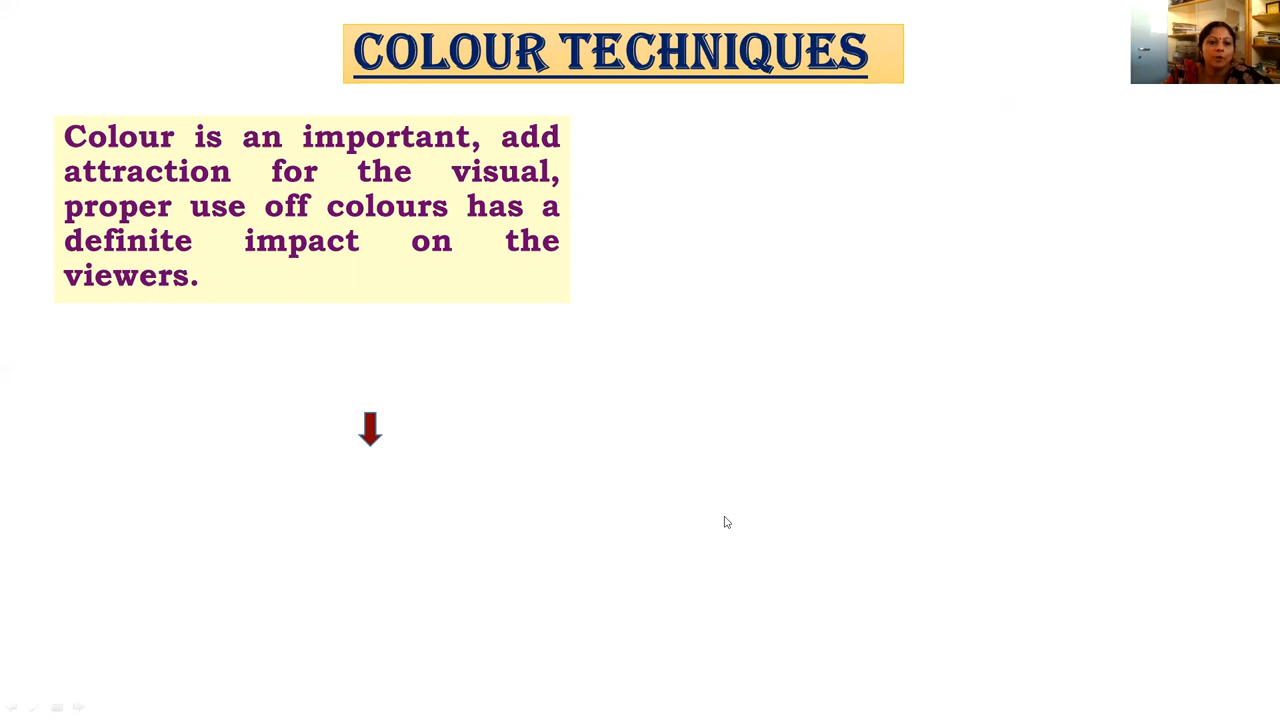 COLOUR TECHNIQUES
Colour is an important, add
attraction for the visual,
proper use off colours has a
definite impact on the
viewers.